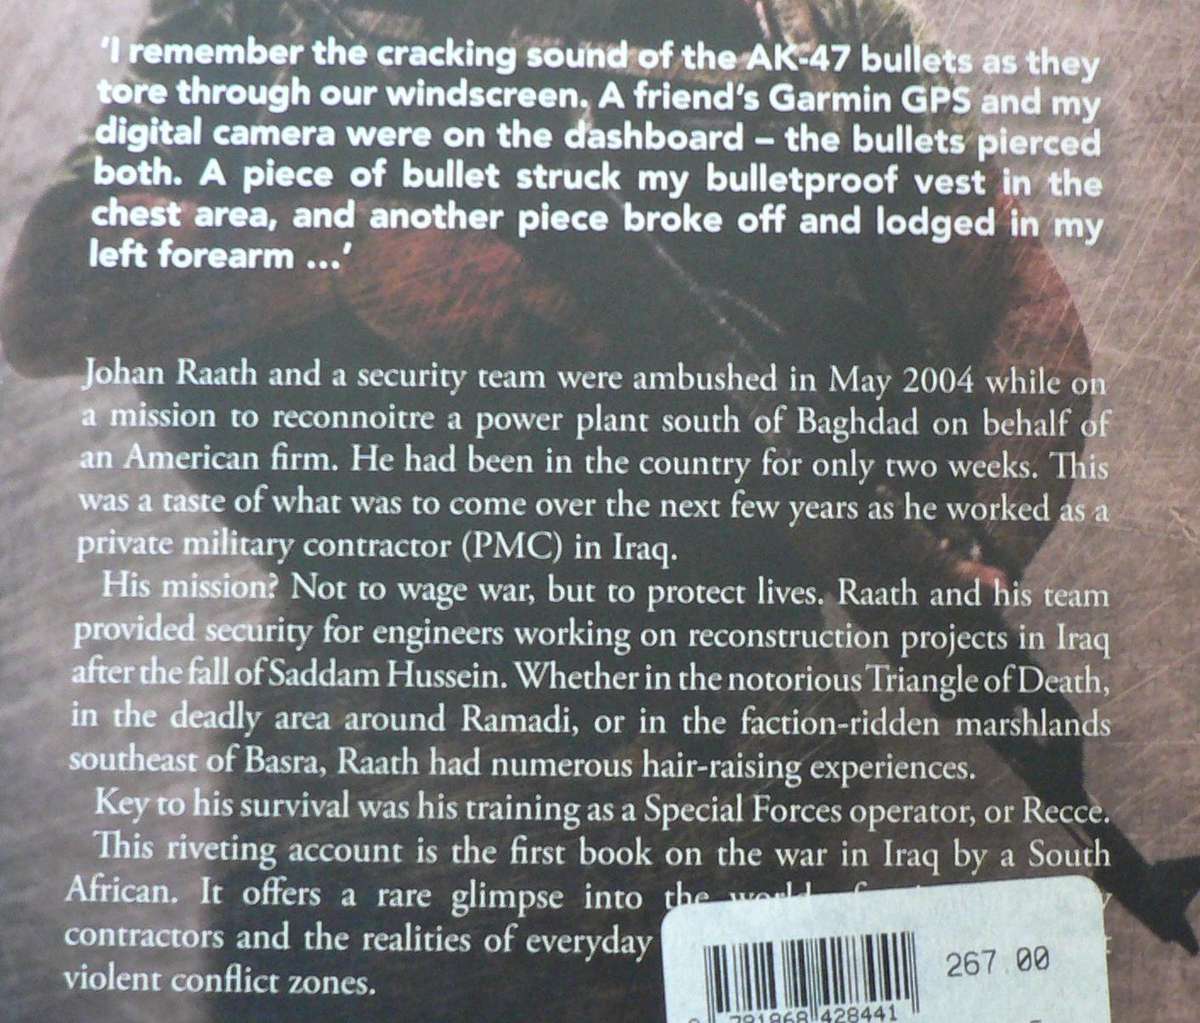 'I remember the cracking sound of the AK-47 bullets as they
tore through our windscreen. A friend's Garmin GPS and my
digital camera were on the dashboard – the bullets pierced
both. A piece of bullet struck my bulletproof vest in the
chest area, and another piece broke off and lodged in my
left forearm ...'
Johan Raath and a security team were ambushed in May 2004 while on
a mission to reconnoitre a power plant south of Baghdad on behalf of
an American firm. He had been in the country for only two weeks. This
was a taste of what was to come over the next few years as he worked as a
private military contractor (PMC) in Iraq.
His mission? Not to wage war, but to protect lives. Raath and his team
provided security for engineers working on reconstruction projects in Iraq
after the fall of Saddam Hussein. Whether in the notorious Triangle of Death,
in the deadly area around Ramadi, or in the faction-ridden marshlands
southeast of Basra, Raath had numerous hair-raising experiences.
Key to his survival was his training as a Special Forces operator, or Recce.
This riveting account is the first book on the war in Iraq by a South
African. It offers a rare glimpse into the world
contractors and the realities of everyday
violent conflict zones.
267.00
781868 428441